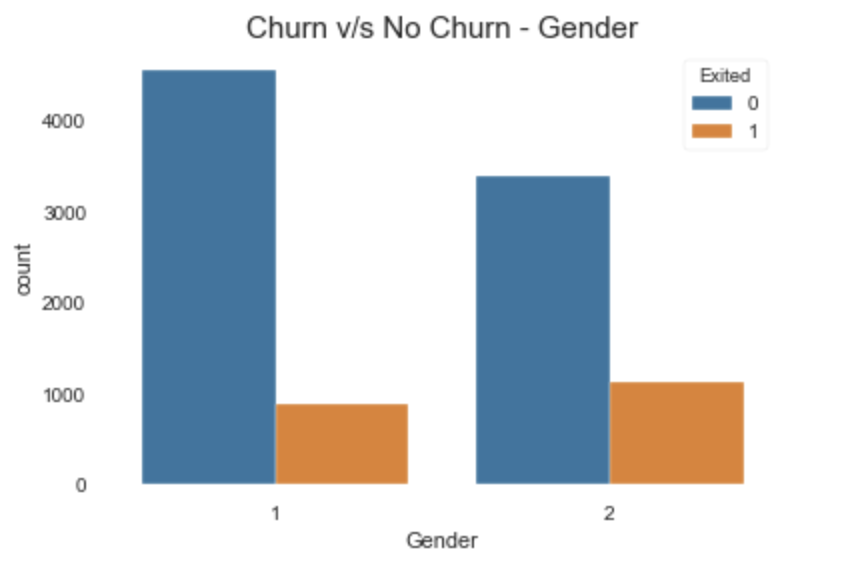 Churn v/s No Churn - Gender
Exited
0
1
4000
3000
2000
1000
0
count
1
2
Gender